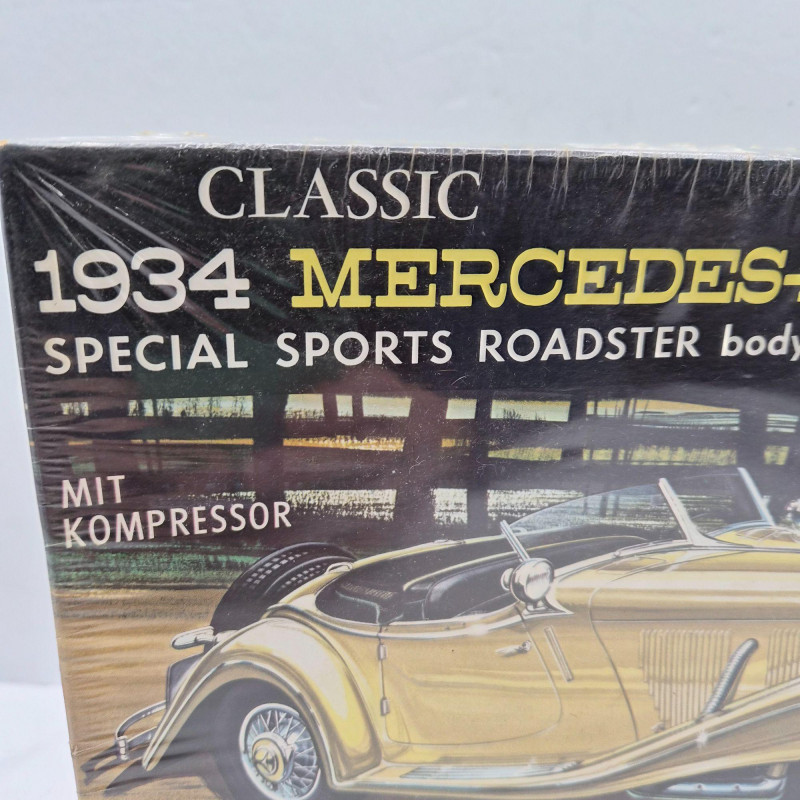 CLASSIC
1934 MERCEDES-
SPECIAL SPORTS ROADSTER body
MIT
KOMPRESSOR